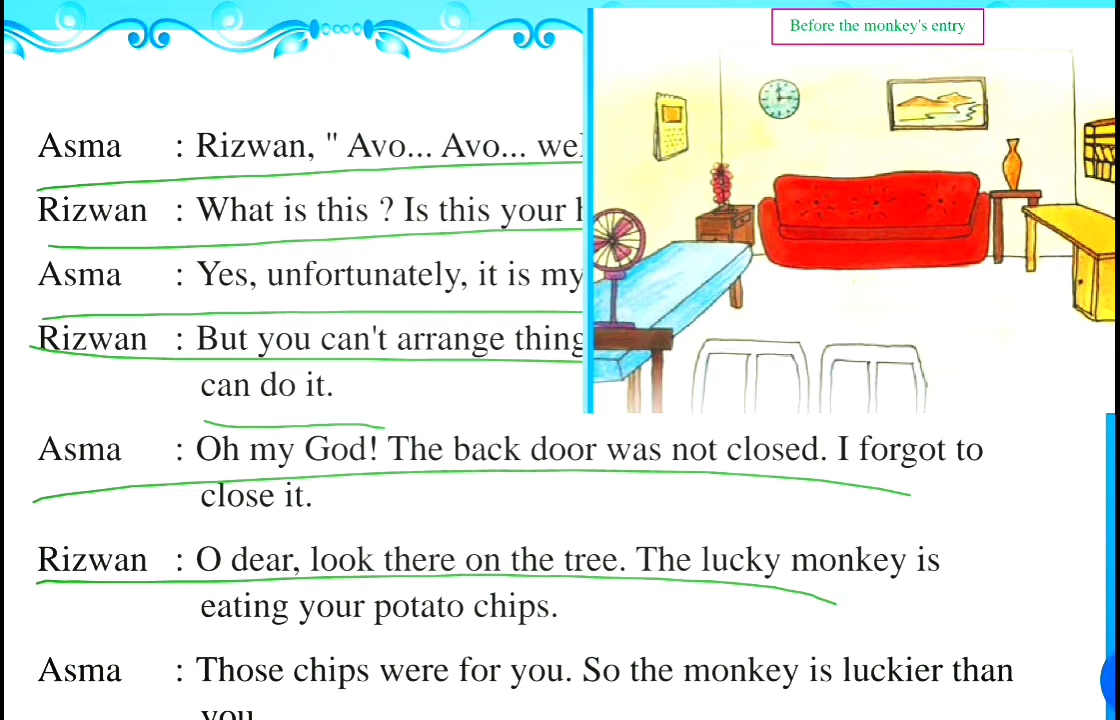 Before the monkey's entry
Asma : Rizwan, " Avo... Avo...
Rizwan : What is this ? Is this your
Asma : Yes, unfortunately, it is my
Rizwan : But you can't arrange
can do it.
Asma : Oh my God! The back door was not closed. I forgot to
close it.
Rizwan : O dear, look there on the tree. The lucky monkey is
eating your potato chips.
Asma : Those chips were for you. So the monkey is luckier than